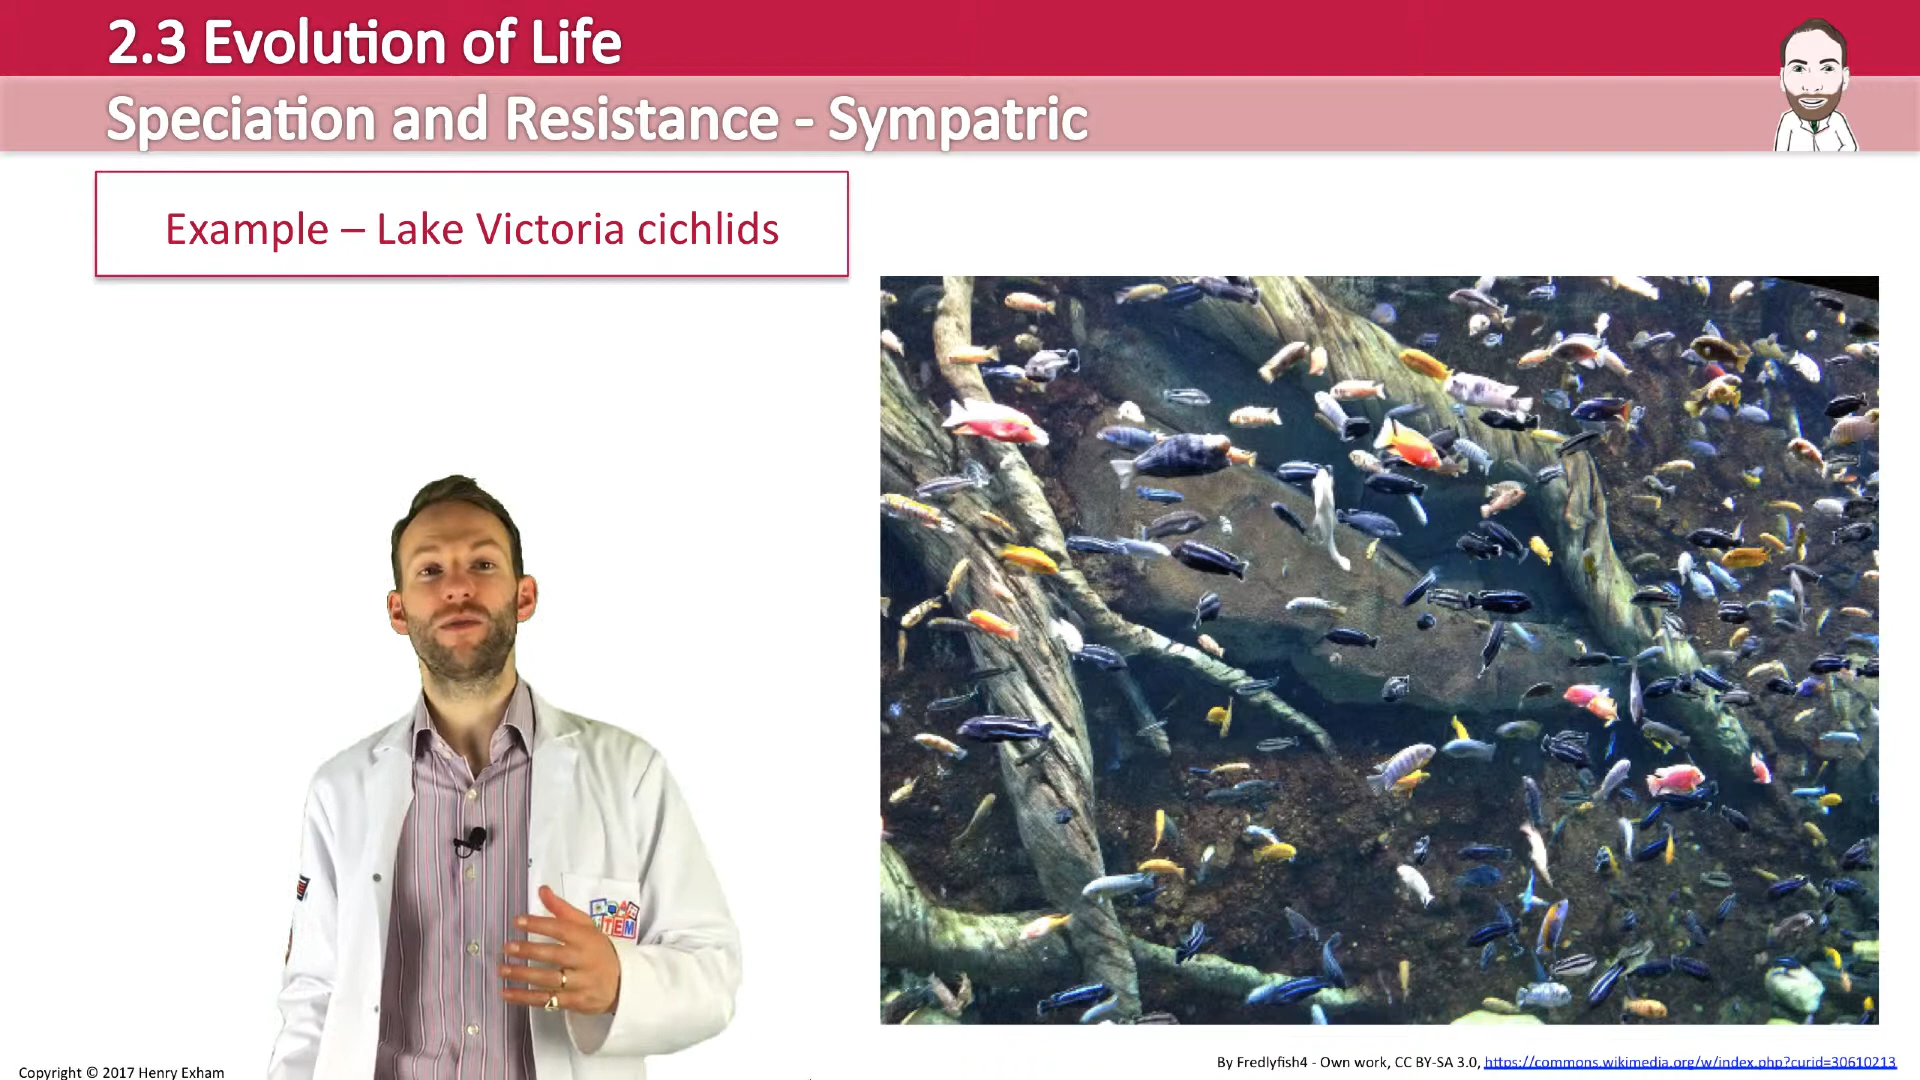 2.3 Evolution of Life
Speciation and Resistance - Sympatric
Example – Lake Victoria cichlids
STEM
Copyright © 2017 Henry Exham
By Fredlyfish4 - Own work, CC BY-SA 3.0, https://commons.wikimedia.org/w/index.php?curid=30610213